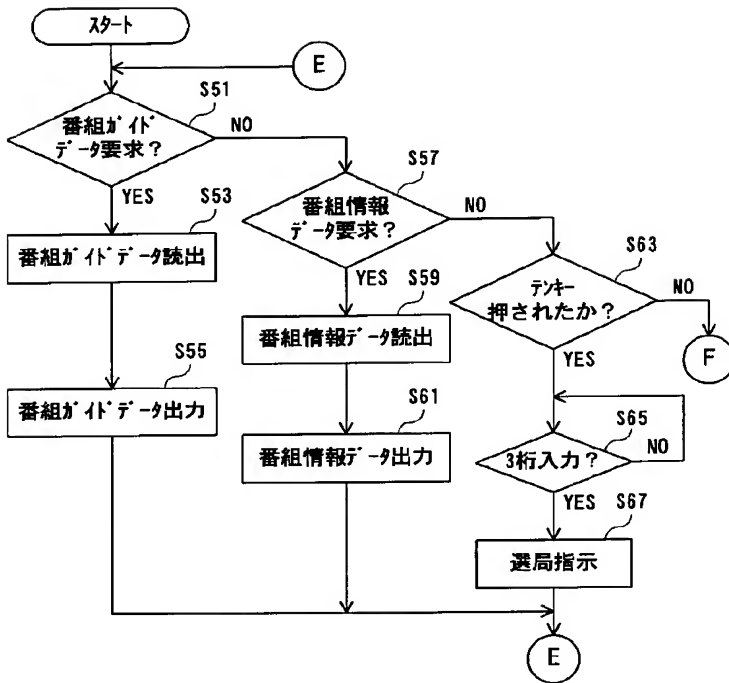 スタート
E
S51
番組ガイド
データ要求?
NO
YES
S53
番組ガイドデータ読出
S55
番組ガイドデータ出力
S57
番組情報
データ要求?
NO
YES
S59
番組情報データ読出
S61
番組情報データ出力
S63
テンキー
押されたか?
NO
F
YES
S65
3桁入力?
NO
YES
S67
選局指示
E